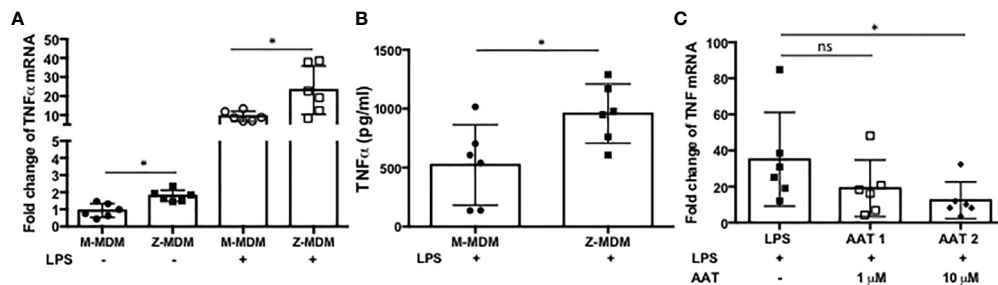 A
Fold change of TNFα mRNA
50
40
30
20
10
5
4
3
2
1
0
*
*
M-MDM Z-MDM M-MDM Z-MDM
LPS - - + +
B
TNFα (pg/ml)
1500
1000
500
0
*
M-MDM Z-MDM
LPS + +
C
Fold change of TNF mRNA
100
80
60
40
20
0
*
ns
LPS AAT 1 AAT 2
LPS + + +
AAT - 1 µM 10 µM